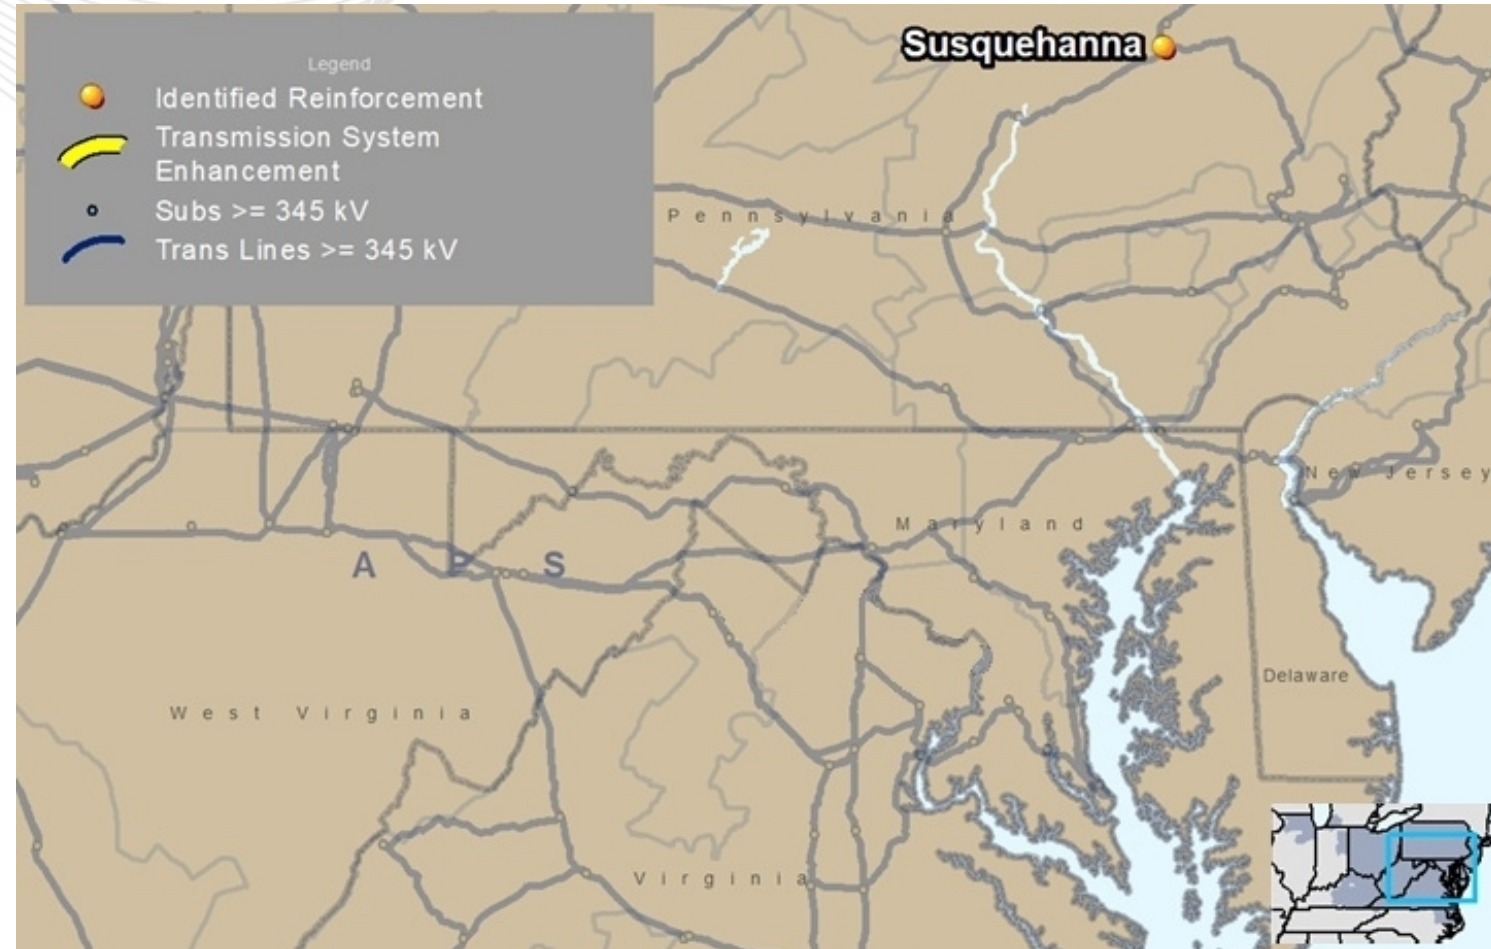 Susquehanna
Legend
Identified Reinforcement
Transmission System
Enhancement
Subs >= 345 kV
Trans Lines >= 345 kV
Pennsylvania
New Jersey
Maryland
A P S
Delaware
West Virginia
Virginia